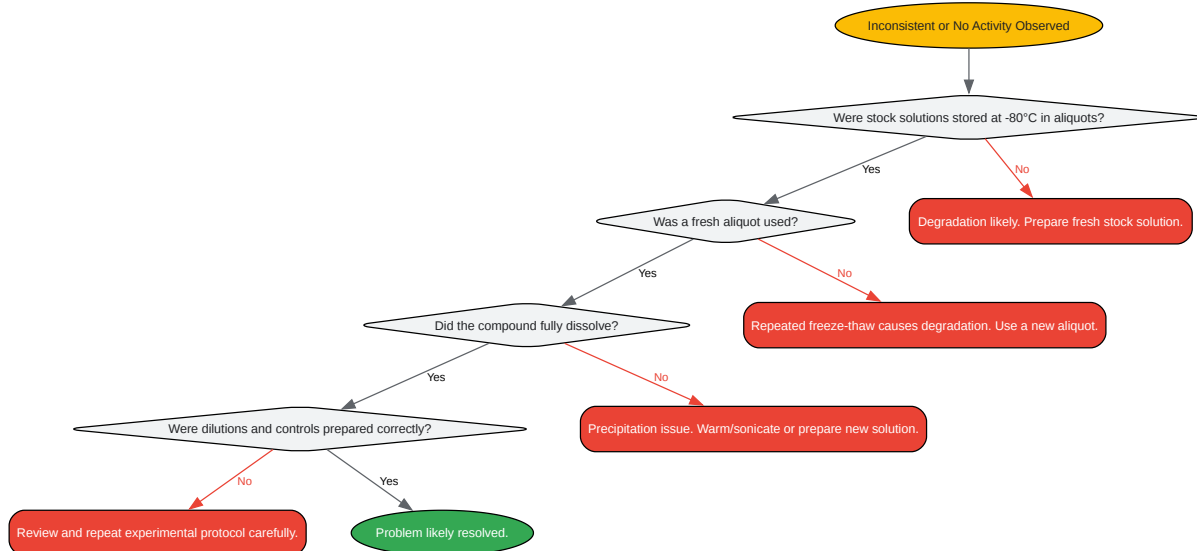 Inconsistent or No Activity Observed
Were stock solutions stored at -80°C in aliquots?
Yes
No
Was a fresh aliquot used?
Degradation likely. Prepare fresh stock solution.
Yes
No
Did the compound fully dissolve?
Repeated freeze-thaw causes degradation. Use a new aliquot.
Yes
No
Were dilutions and controls prepared correctly?
Precipitation issue. Warm/sonicate or prepare new solution.
No
Yes
Review and repeat experimental protocol carefully.
Problem likely resolved.